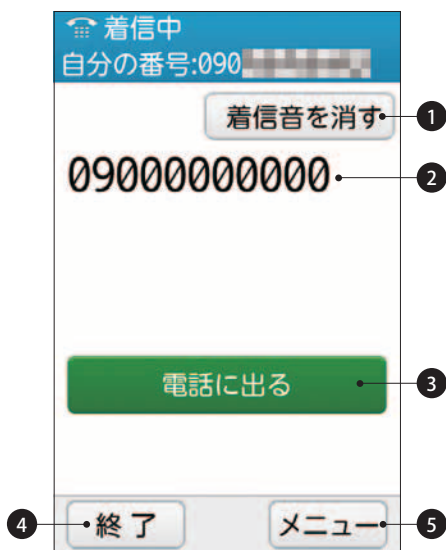 着信中
自分の番号:090
着信音を消す
1
09000000000
2
電話に出る
3
4
終了
メニュー
5